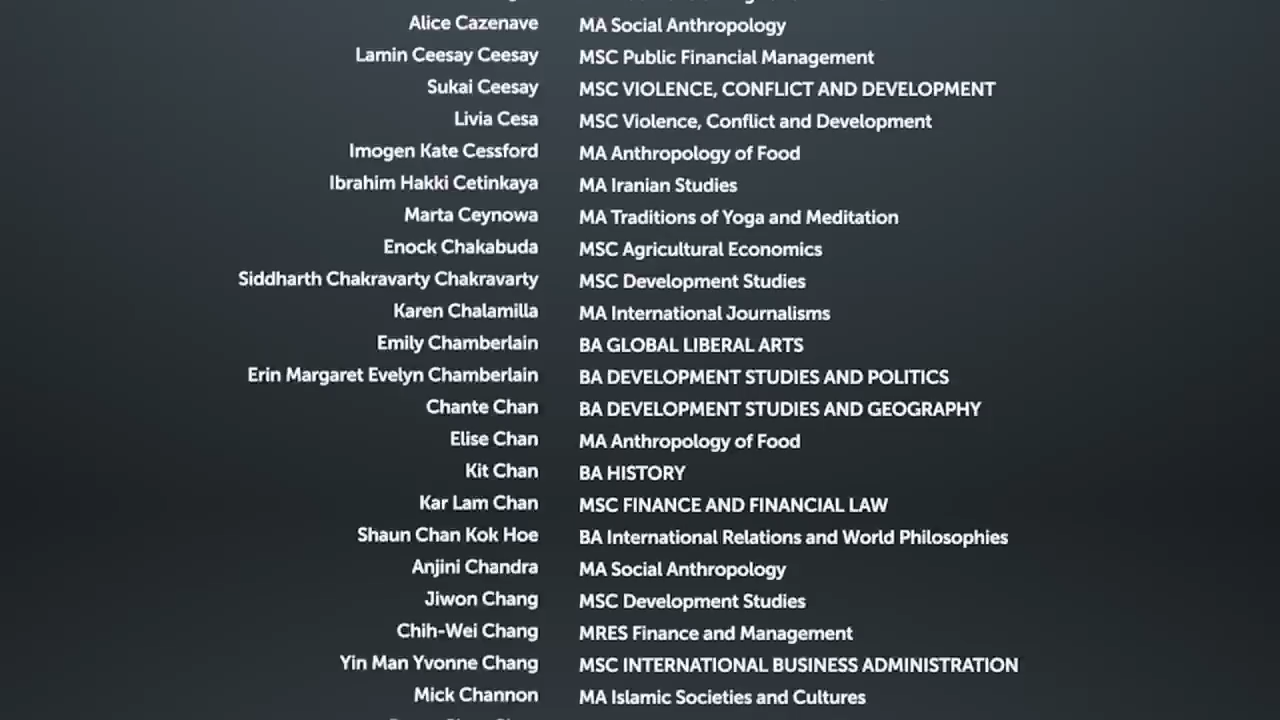 Alice Cazenave MA Social Anthropology
Lamin Ceesay Ceesay MSC Public Financial Management
Sukai Ceesay MSC VIOLENCE, CONFLICT AND DEVELOPMENT
Livia Cesa MSC Violence, Conflict and Development
Imogen Kate Cessford MA Anthropology of Food
Ibrahim Hakki Cetinkaya MA Iranian Studies
Marta Ceynowa MA Traditions of Yoga and Meditation
Enock Chakabuda MSC Agricultural Economics
Siddharth Chakravarty Chakravarty MSC Development Studies
Karen Chalamilla MA International Journalisms
Emily Chamberlain BA GLOBAL LIBERAL ARTS
Erin Margaret Evelyn Chamberlain BA DEVELOPMENT STUDIES AND POLITICS
Chante Chan BA DEVELOPMENT STUDIES AND GEOGRAPHY
Elise Chan MA Anthropology of Food
Kit Chan BA HISTORY
Kar Lam Chan MSC FINANCE AND FINANCIAL LAW
Shaun Chan Kok Hoe BA International Relations and World Philosophies
Anjini Chandra MA Social Anthropology
Jiwon Chang MSC Development Studies
Chih-Wei Chang MRES Finance and Management
Yin Man Yvonne Chang MSC INTERNATIONAL BUSINESS ADMINISTRATION
Mick Channon MA Islamic Societies and Cultures